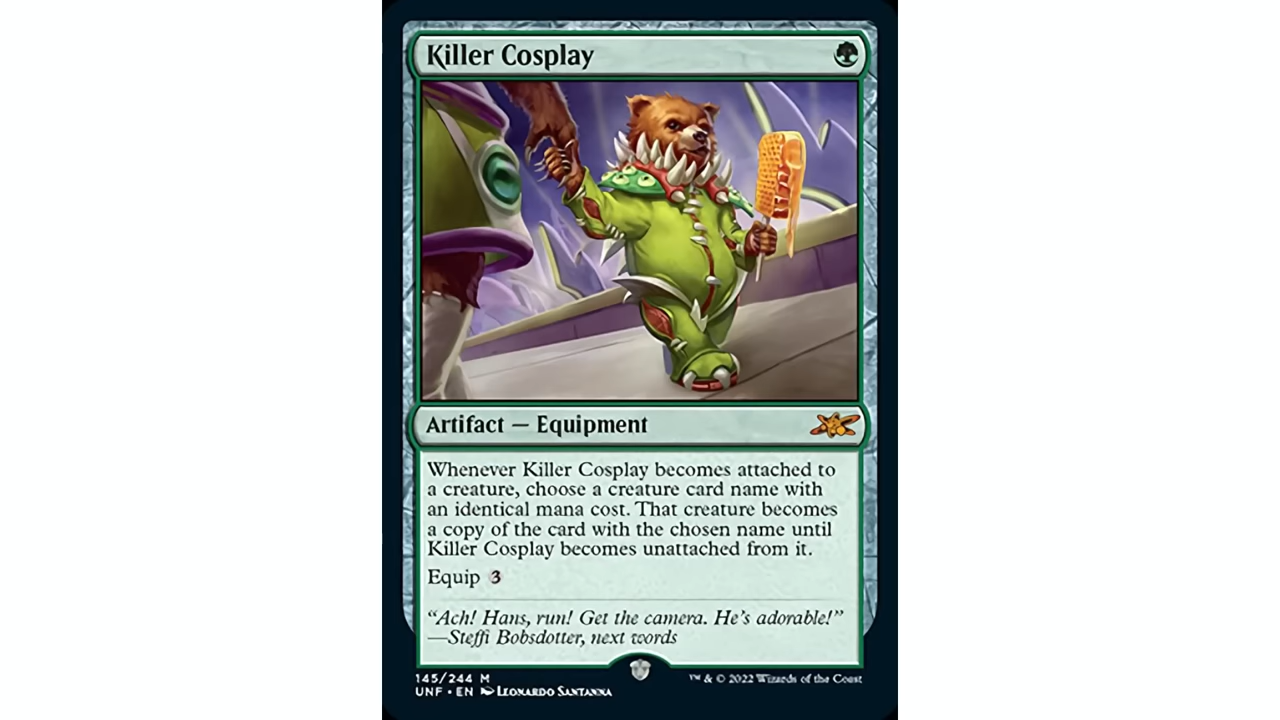 Killer Cosplay
Artifact — Equipment
Whenever Killer Cosplay becomes attached to
a creature, choose a creature card name with
an identical mana cost. That creature becomes
a copy of the card with the chosen name until
Killer Cosplay becomes unattached from it.
Equip 3
“Ach! Hans, run! Get the camera. He’s adorable!”
—Steffi Bobsdotter, next words
145/244 M
UNF • EN Leonardo Santanna
™ & © 2022 Wizards of the Coast